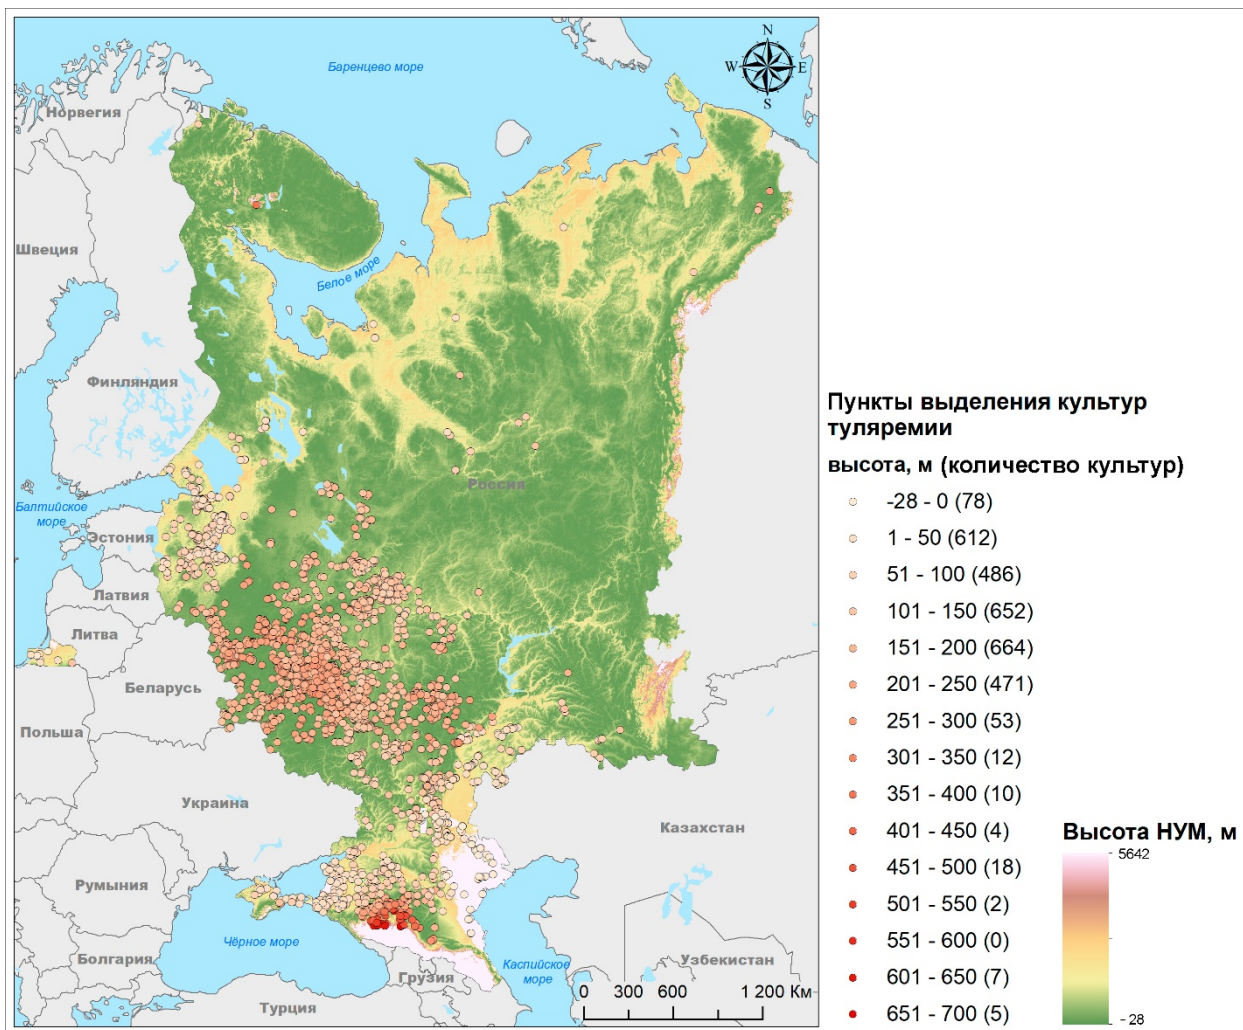 N
W
E
S
Баренцево море
Норвегия
Швеция
Белое море
Финляндия
Россия
Балтийское
море
Эстония
Латвия
Литва
Беларусь
Польша
Украина
Казахстан
Румыния
Чёрное море
Болгария
Грузия
Каспийское
море
Узбекистан
Турция
0 300 600 1 200 Км
Пункты выделения культур
туляремии
высота, м (количество культур)
-28 - 0 (78)
1 - 50 (612)
51 - 100 (486)
101 - 150 (652)
151 - 200 (664)
201 - 250 (471)
251 - 300 (53)
301 - 350 (12)
351 - 400 (10)
401 - 450 (4)
451 - 500 (18)
501 - 550 (2)
551 - 600 (0)
601 - 650 (7)
651 - 700 (5)
Высота НУМ, м
5642
- 28